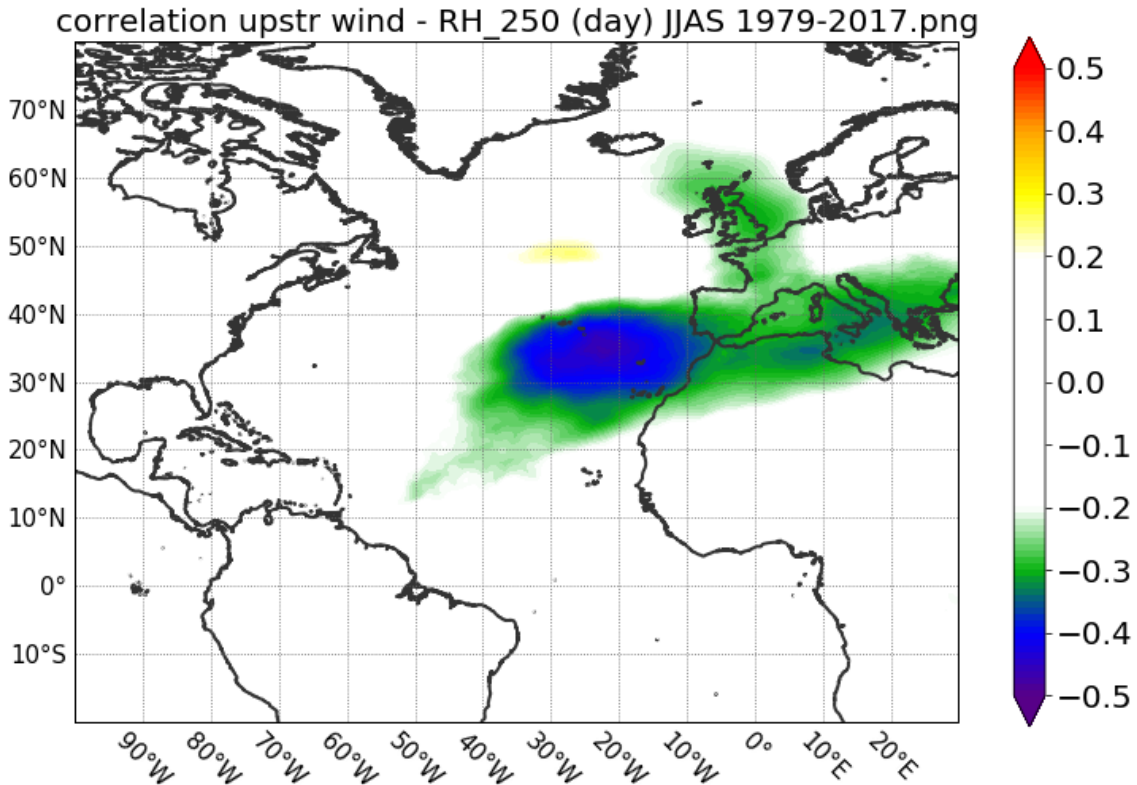 correlation upstr wind - RH_250 (day) JJAS 1979-2017.png
70°N
60°N
50°N
40°N
30°N
20°N
10°N
0°
10°S
90°W
80°W
70°W
60°W
50°W
40°W
30°W
20°W
10°W
0°
10°E
20°E
0.5
0.4
0.3
0.2
0.1
0.0
−0.1
−0.2
−0.3
−0.4
−0.5